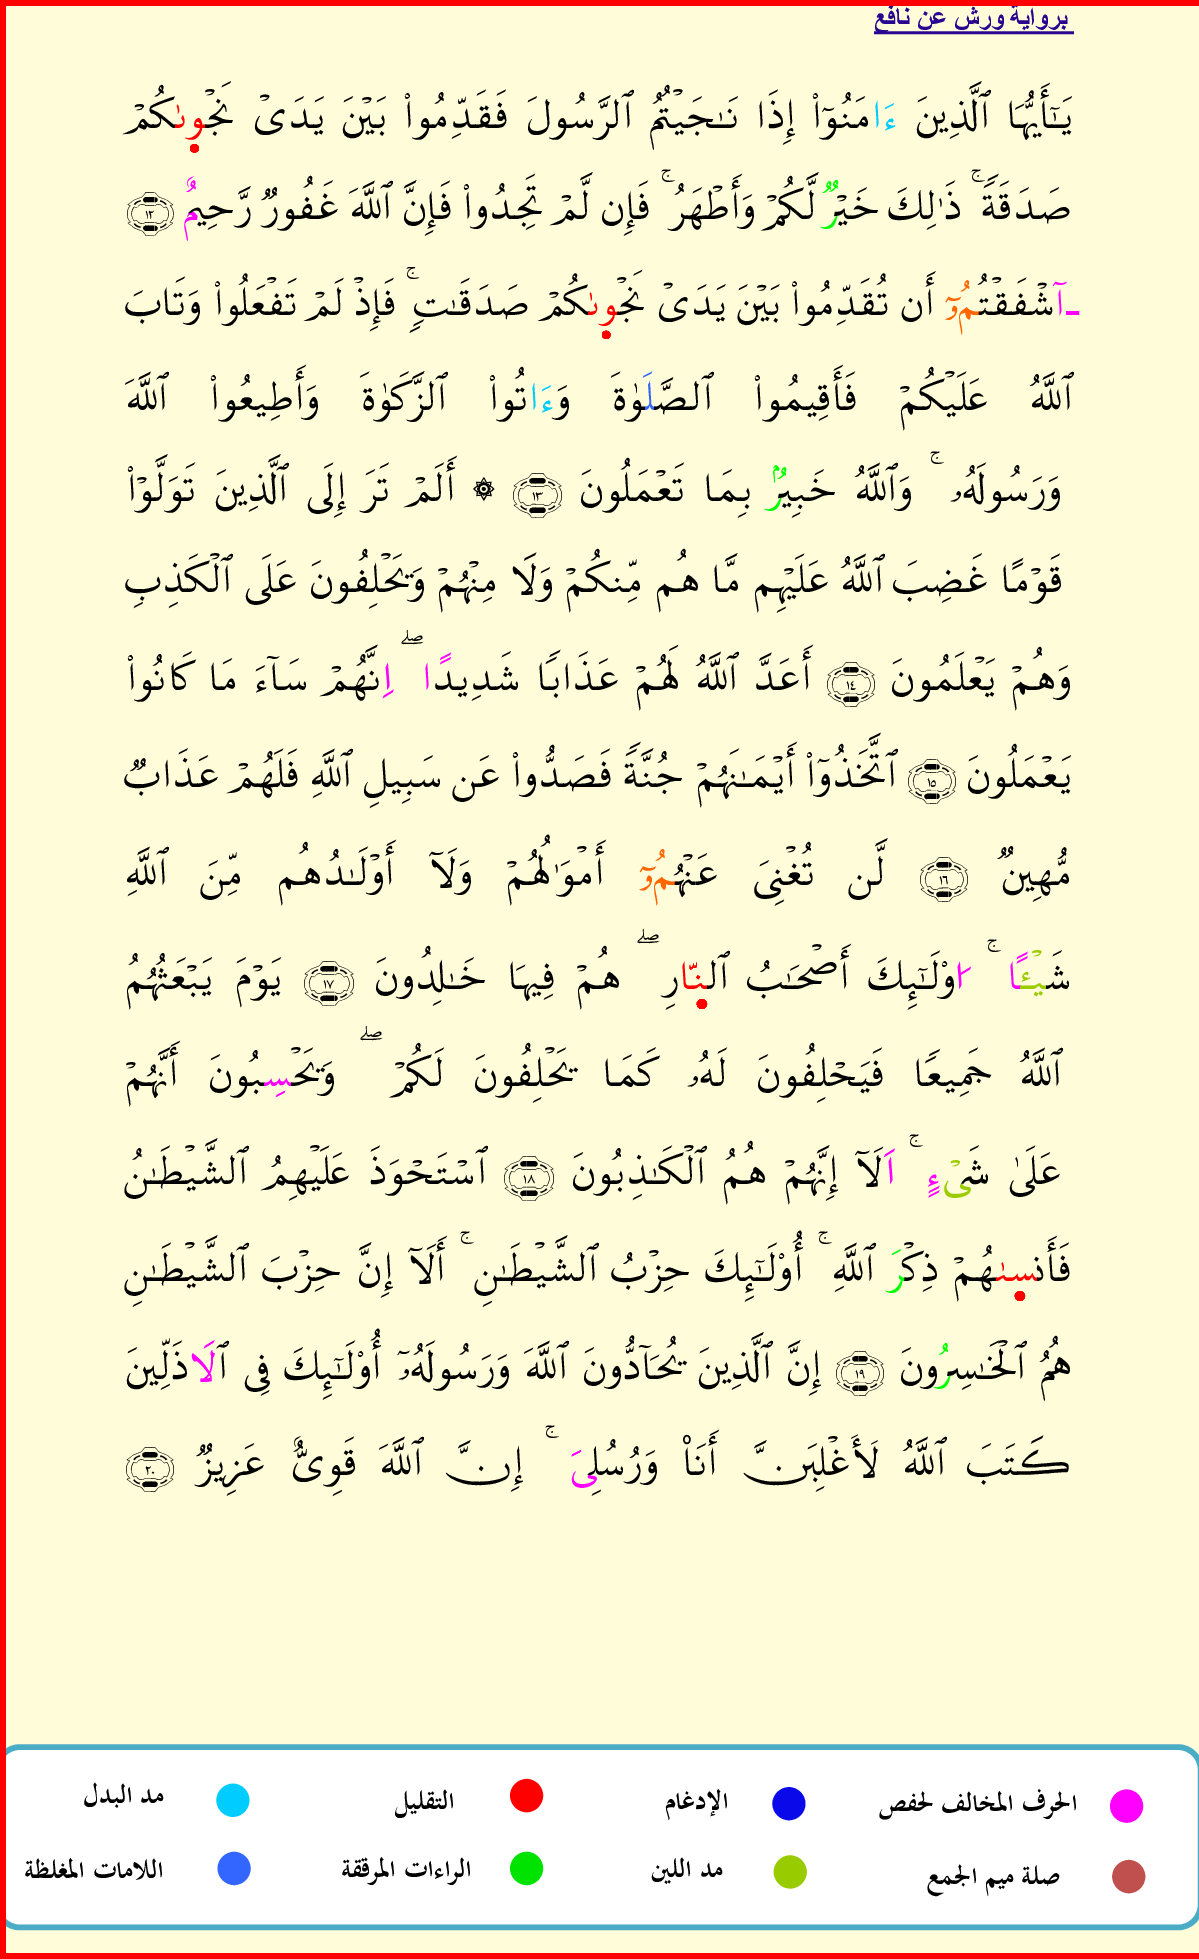 برواية ورش عن نافع
يَـٰٓأَيُّهَا ٱلَّذِينَ ءَامَنُوٓا۟ إِذَا نَـٰجَيْتُمُ ٱلرَّسُولَ فَقَدِّمُوا۟ بَيْنَ يَدَىْ نَجْوىٰكُمْ
صَدَقَةًۚ ذَٰلِكَ خَيْرٌ لَّكُمْ وَأَطْهَرُۚ فَإِن لَّمْ تَجِدُوا۟ فَإِنَّ ٱللَّهَ غَفُورٌ رَّحِيمٌ ١٢
ـآشْفَقْتُمُوٓ أَن تُقَدِّمُوا۟ بَيْنَ يَدَىْ نَجْوىٰكُمْ صَدَقَـٰتٍۚ فَإِذْ لَمْ تَفْعَلُوا۟ وَتَابَ
ٱللَّهُ عَلَيْكُمْ فَأَقِيمُوا۟ ٱلصَّلَوٰةَ وَءَاتُوا۟ ٱلزَّكَوٰةَ وَأَطِيعُوا۟ ٱللَّهَ
وَرَسُولَهُۥۚ وَٱللَّهُ خَبِيرٌۢ بِمَا تَعْمَلُونَ ١٣ ۞ أَلَمْ تَرَ إِلَى ٱلَّذِينَ تَوَلَّوْا۟
قَوْمًا غَضِبَ ٱللَّهُ عَلَيْهِم مَّا هُم مِّنكُمْ وَلَا مِنْهُمْ وَيَحْلِفُونَ عَلَى ٱلْكَذِبِ
وَهُمْ يَعْلَمُونَ ١٤ أَعَدَّ ٱللَّهُ لَهُمْ عَذَابًا شَدِيدًاۖ اِنَّهُمْ سَآءَ مَا كَانُوا۟
يَعْمَلُونَ ١٥ ٱتَّخَذُوٓا۟ أَيْمَـٰنَهُمْ جُنَّةً فَصَدُّوا۟ عَن سَبِيلِ ٱللَّهِ فَلَهُمْ عَذَابٌ
مُّهِينٌ ١٦ لَّن تُغْنِىَ عَنْهُمُوٓ أَمْوَٰلُهُمْ وَلَآ أَوْلَـٰدُهُم مِّنَ ٱللَّهِ
شَيْـًٔاۚ اوْلَـٰٓئِكَ أَصْحَـٰبُ ٱلنّارِۖ هُمْ فِيهَا خَـٰلِدُونَ ١٧ يَوْمَ يَبْعَثُهُمُ
ٱللَّهُ جَمِيعًا فَيَحْلِفُونَ لَهُۥ كَمَا يَحْلِفُونَ لَكُمْۖ وَيَحْسِبُونَ أَنَّهُمْ
عَلَىٰ شَىْءٍۚ اَلَآ إِنَّهُمْ هُمُ ٱلْكَـٰذِبُونَ ١٨ ٱسْتَحْوَذَ عَلَيْهِمُ ٱلشَّيْطَـٰنُ
فَأَنسىٰهُمْ ذِكْرَ ٱللَّهِۚ أُوْلَـٰٓئِكَ حِزْبُ ٱلشَّيْطَـٰنِۚ أَلَآ إِنَّ حِزْبَ ٱلشَّيْطَـٰنِ
هُمُ ٱلْخَـٰسِرُونَ ١٩ إِنَّ ٱلَّذِينَ يُحَآدُّونَ ٱللَّهَ وَرَسُولَهُۥٓ أُوْلَـٰٓئِكَ فِى ٱلَاذَلِّينَ
كَتَبَ ٱللَّهُ لَأَغْلِبَنَّ أَنَا۠ وَرُسُلِىَۚ إِنَّ ٱللَّهَ قَوِىٌّ عَزِيزٌ ٢٠
الحرف المخالف لحفص الإدغام التقليل مد البدل
صلة ميم الجمع مد اللين الراءات المرققة اللامات المغلظة